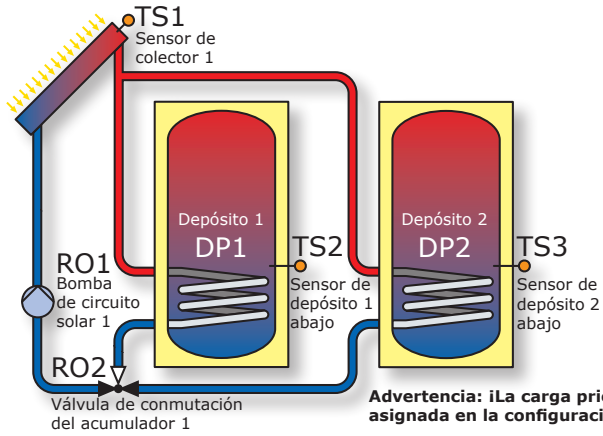 TS1
Sensor de
colector 1
Depósito 1
DP1
Depósito 2
DP2
TS2
Sensor de
depósito 1
abajo
TS3
Sensor de
depósito 2
abajo
RO1
Bomba
de circuito
solar 1
RO2
Válvula de conmutación
del acumulador 1
Advertencia: ¡La carga
asignada en la